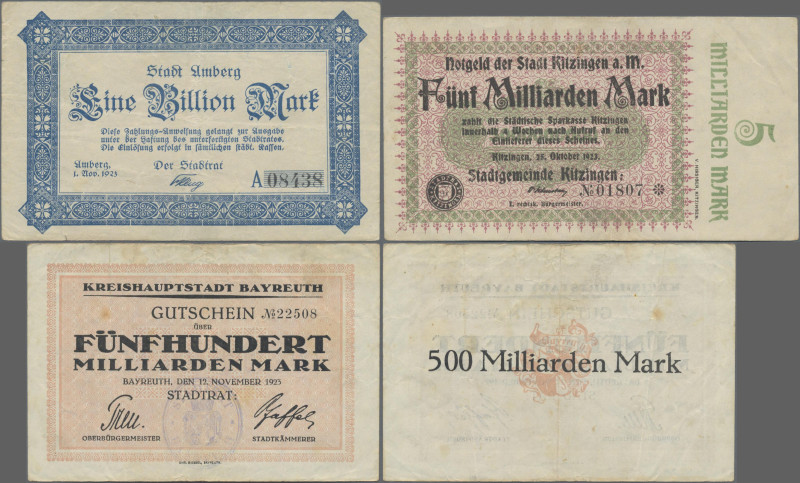 Stadt Amberg
Eine Billion Mark
Diese Zahlungs-Anweisung gelangt zur Ausgabe
unter der Haftung des unterfertigten Stadtrates.
Die Einlösung erfolgt in sämtlichen städt. Kassen.
Amberg,
1. Nov. 1923
Der Stadtrat
A 08438
Notgeld der Stadt Kitzingen a. M.
Fünf Milliarden Mark
zahlt die Städtische Sparkasse Kitzingen
innerhalb 4 Wochen nach Aufruf an den
Einlieferer dieses Scheines.
Kitzingen, 25. Oktober 1923.
Stadtgemeinde Kitzingen:
№ 01807 ❉
I. rechtsk. Bürgermeister.
5
MILLIARDEN MARK
MILLIARDEN MARK
KREISHAUPTSTADT BAYREUTH
GUTSCHEIN №22508
ÜBER
FÜNFHUNDERT
MILLIARDEN MARK
BAYREUTH, DEN 12. NOVEMBER 1923
STADTRAT:
OBERBÜRGERMEISTER
STADTKÄMMERER
500 Milliarden Mark